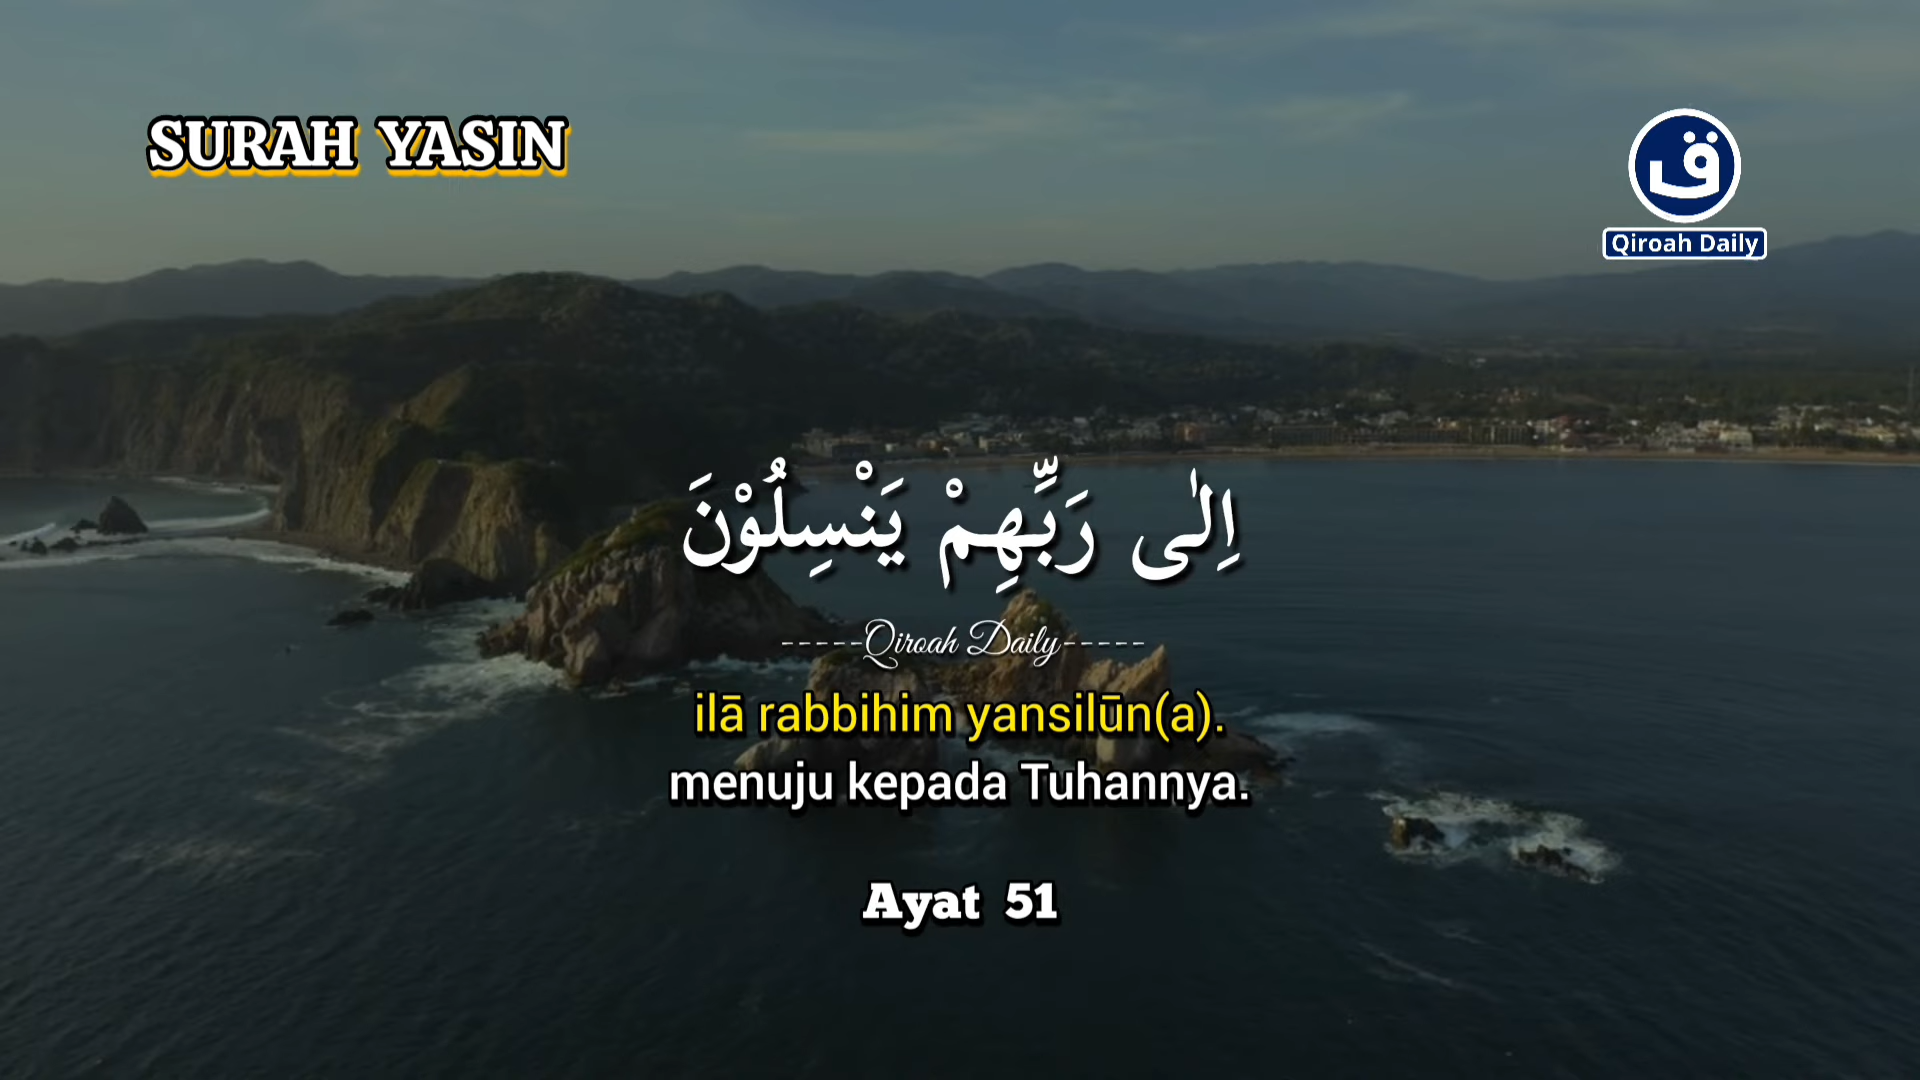 SURAH YASIN
ق
Qiroah Daily
اِلٰى رَبِّهِمْ يَنْسِلُوْنَ
-----Qiroah Daily-----
ilā rabbihim yansilūn(a).
menuju kepada Tuhannya.
Ayat 51